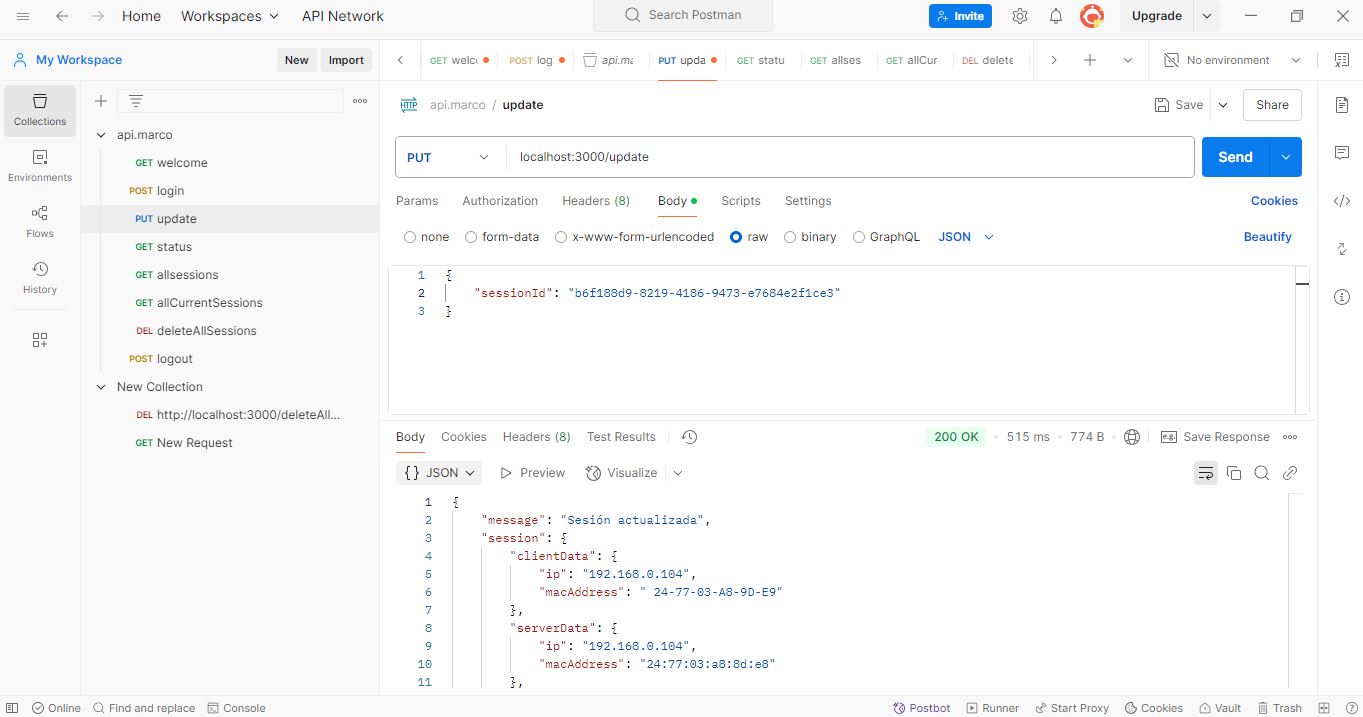 Home Workspaces API Network Search Postman Invite Upgrade
My Workspace New Import GET welc POST log api.ma PUT upda GET statu GET allses GET allCur DEL delete No environment
Collections
Environments
Flows
History
api.marco
GET welcome
POST login
PUT update
GET status
GET allsessions
GET allCurrentSessions
DEL deleteAllSessions
POST logout
New Collection
DEL http://localhost:3000/deleteAll...
GET New Request
HTTP api.marco / update Save Share
PUT localhost:3000/update Send
Params Authorization Headers (8) Body Scripts Settings Cookies
none form-data x-www-form-urlencoded raw binary GraphQL JSON Beautify
1 {
2 "sessionId": "b6f188d9-8219-4186-9473-e7684e2f1ce3"
3 }
Body Cookies Headers (8) Test Results 200 OK 515 ms 774 B e.g. Save Response
{} JSON Preview Visualize
1 {
2 "message": "Sesión actualizada",
3 "session": {
4 "clientData": {
5 "ip": "192.168.0.104",
6 "macAddress": " 24-77-03-A8-9D-E9"
7 },
8 "serverData": {
9 "ip": "192.168.0.104",
10 "macAddress": "24:77:03:a8:8d:e8"
11 },
Online Find and replace Console Postbot Runner Start Proxy Cookies Vault Trash